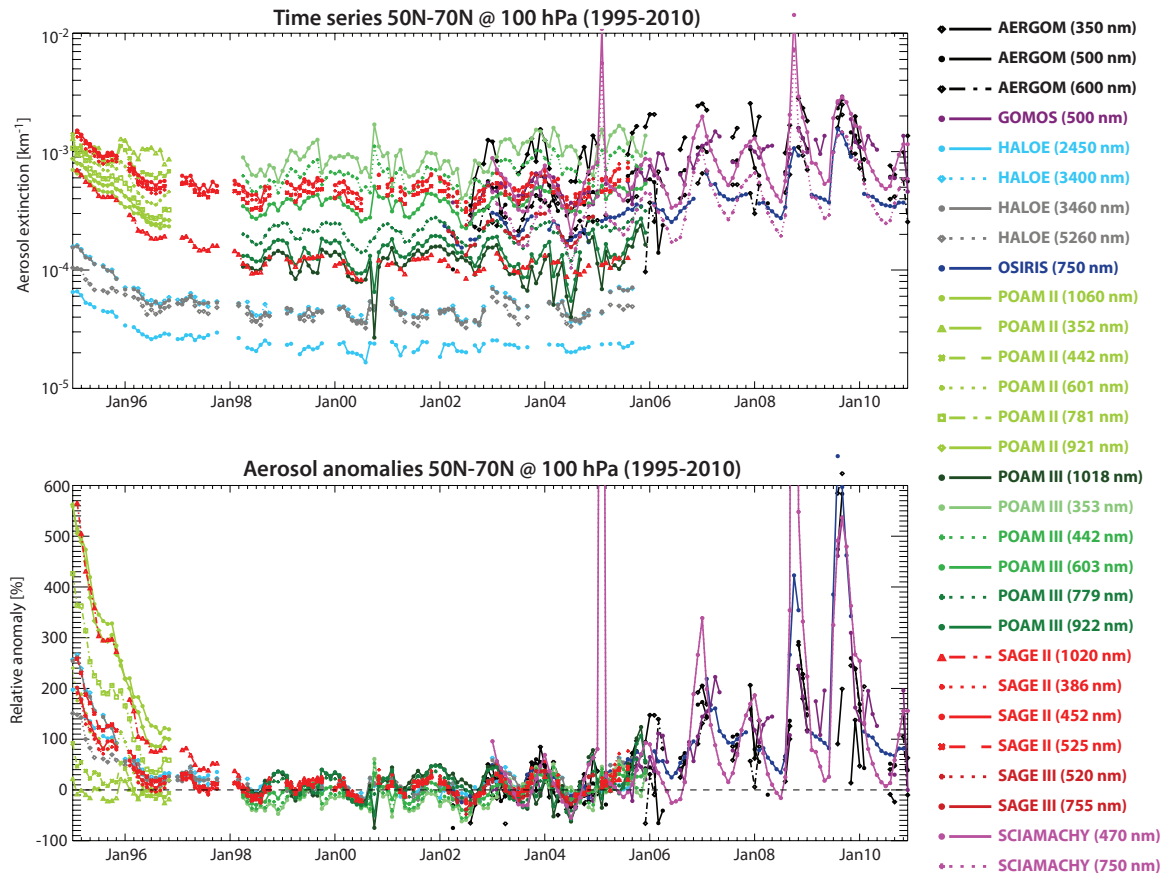 Time series 50N-70N @ 100 hPa (1995-2010)
Aerosol extinction [km-1]
10-2
10-3
10-4
10-5
Jan96 Jan98 Jan00 Jan02 Jan04 Jan06 Jan08 Jan10
Aerosol anomalies 50N-70N @ 100 hPa (1995-2010)
Relative anomaly [%]
600
500
400
300
200
100
0
-100
Jan96 Jan98 Jan00 Jan02 Jan04 Jan06 Jan08 Jan10
AERGOM (350 nm)
AERGOM (500 nm)
AERGOM (600 nm)
GOMOS (500 nm)
HALOE (2450 nm)
HALOE (3400 nm)
HALOE (3460 nm)
HALOE (5260 nm)
OSIRIS (750 nm)
POAM II (1060 nm)
POAM II (352 nm)
POAM II (442 nm)
POAM II (601 nm)
POAM II (781 nm)
POAM II (921 nm)
POAM III (1018 nm)
POAM III (353 nm)
POAM III (442 nm)
POAM III (603 nm)
POAM III (779 nm)
POAM III (922 nm)
SAGE II (1020 nm)
SAGE II (386 nm)
SAGE II (452 nm)
SAGE II (525 nm)
SAGE III (520 nm)
SAGE III (755 nm)
SCIAMACHY (470 nm)
SCIAMACHY (750 nm)